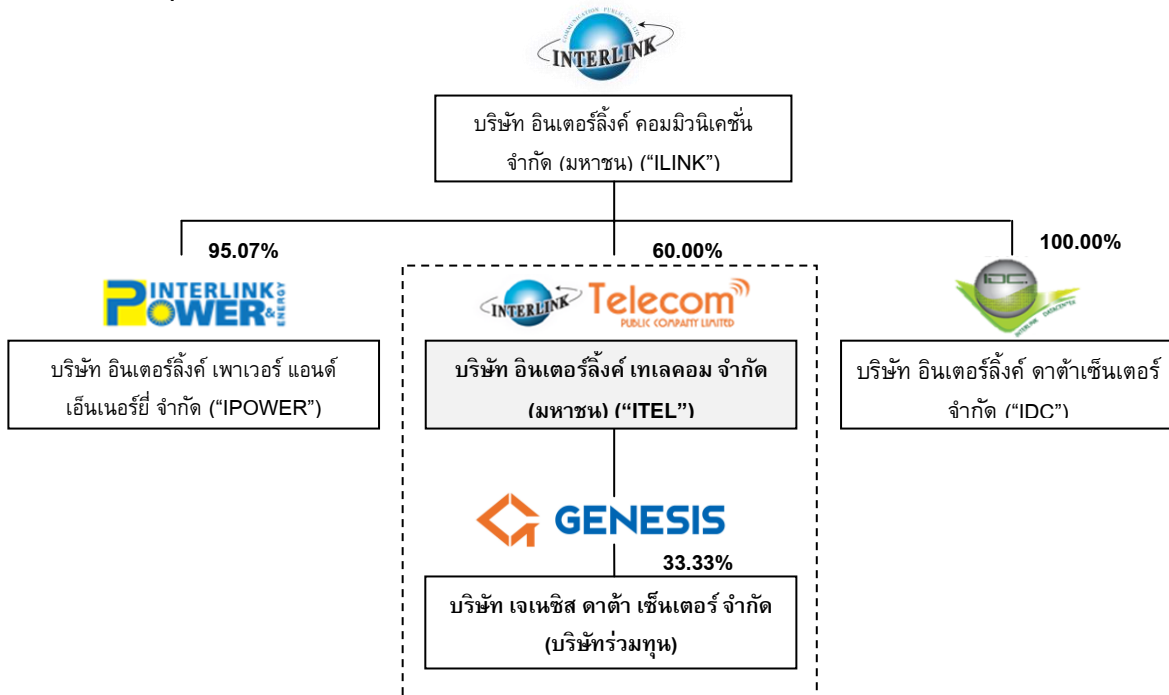 COMMUNICATION PUBLIC CO., LTD.
INTERLINK
บริษัท อินเตอร์ลิ้งค์ คอมมิวนิเคชั่น
จำกัด (มหาชน) (“ILINK”)
95.07%
60.00%
100.00%
INTERLINK
POWER & ENERGY
INTERLINK
Telecom
PUBLIC COMPANY LIMITED
IDC
INTERLINK DATACENTER
บริษัท อินเตอร์ลิ้งค์ เพาเวอร์ แอนด์
เอ็นเนอร์ยี่ จำกัด (“IPOWER”)
บริษัท อินเตอร์ลิ้งค์ เทเลคอม จำกัด
(มหาชน) (“ITEL”)
บริษัท อินเตอร์ลิ้งค์ ดาต้าเซ็นเตอร์
จำกัด (“IDC”)
GENESIS
33.33%
บริษัท เจเนซิส ดาต้า เซ็นเตอร์ จำกัด
(บริษัทร่วมทุน)